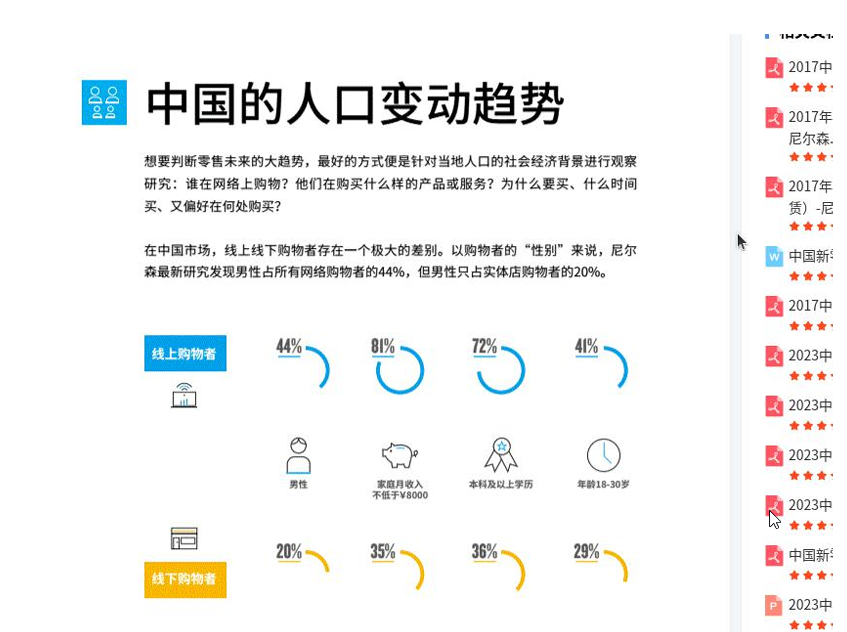 中国的人口变动趋势
想要判断零售未来的大趋势，最好的方式便是针对当地人口的社会经济背景进行观察
研究：谁在网络上购物？他们在购买什么样的产品或服务？为什么要买、什么时间
买、又偏好在何处购买？
在中国市场，线上线下购物者存在一个极大的差别。以购物者的“性别”来说，尼尔
森最新研究发现男性占所有网络购物者的44%，但男性只占实体店购物者的20%。
线上购物者
44%
81%
72%
41%
男性
家庭月收入
不低于¥8000
本科及以上学历
年龄18-30岁
20%
35%
36%
29%
线下购物者
2017中
2017年
尼尔森.
2017年
赁）-尼
W
中国新
2017中
2023中
2023中
2023中
2023中
中国新
P
2023中